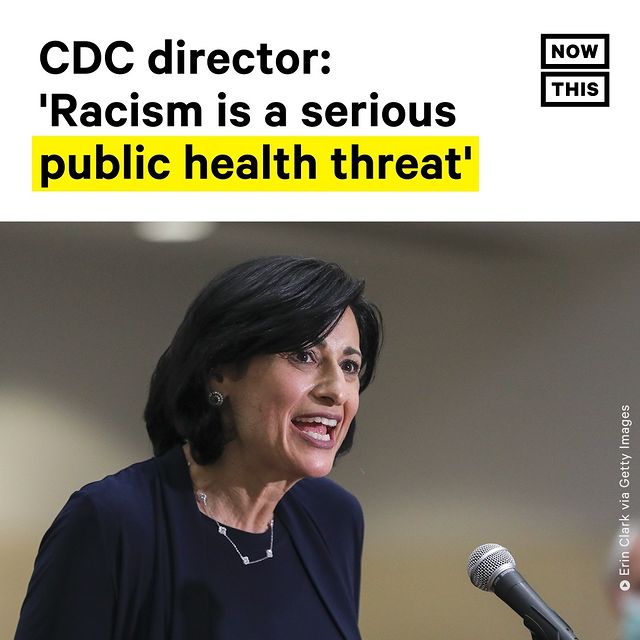 CDC director:
'Racism is a serious
public health threat'
NOW
THIS
Erin Clark via Getty Images